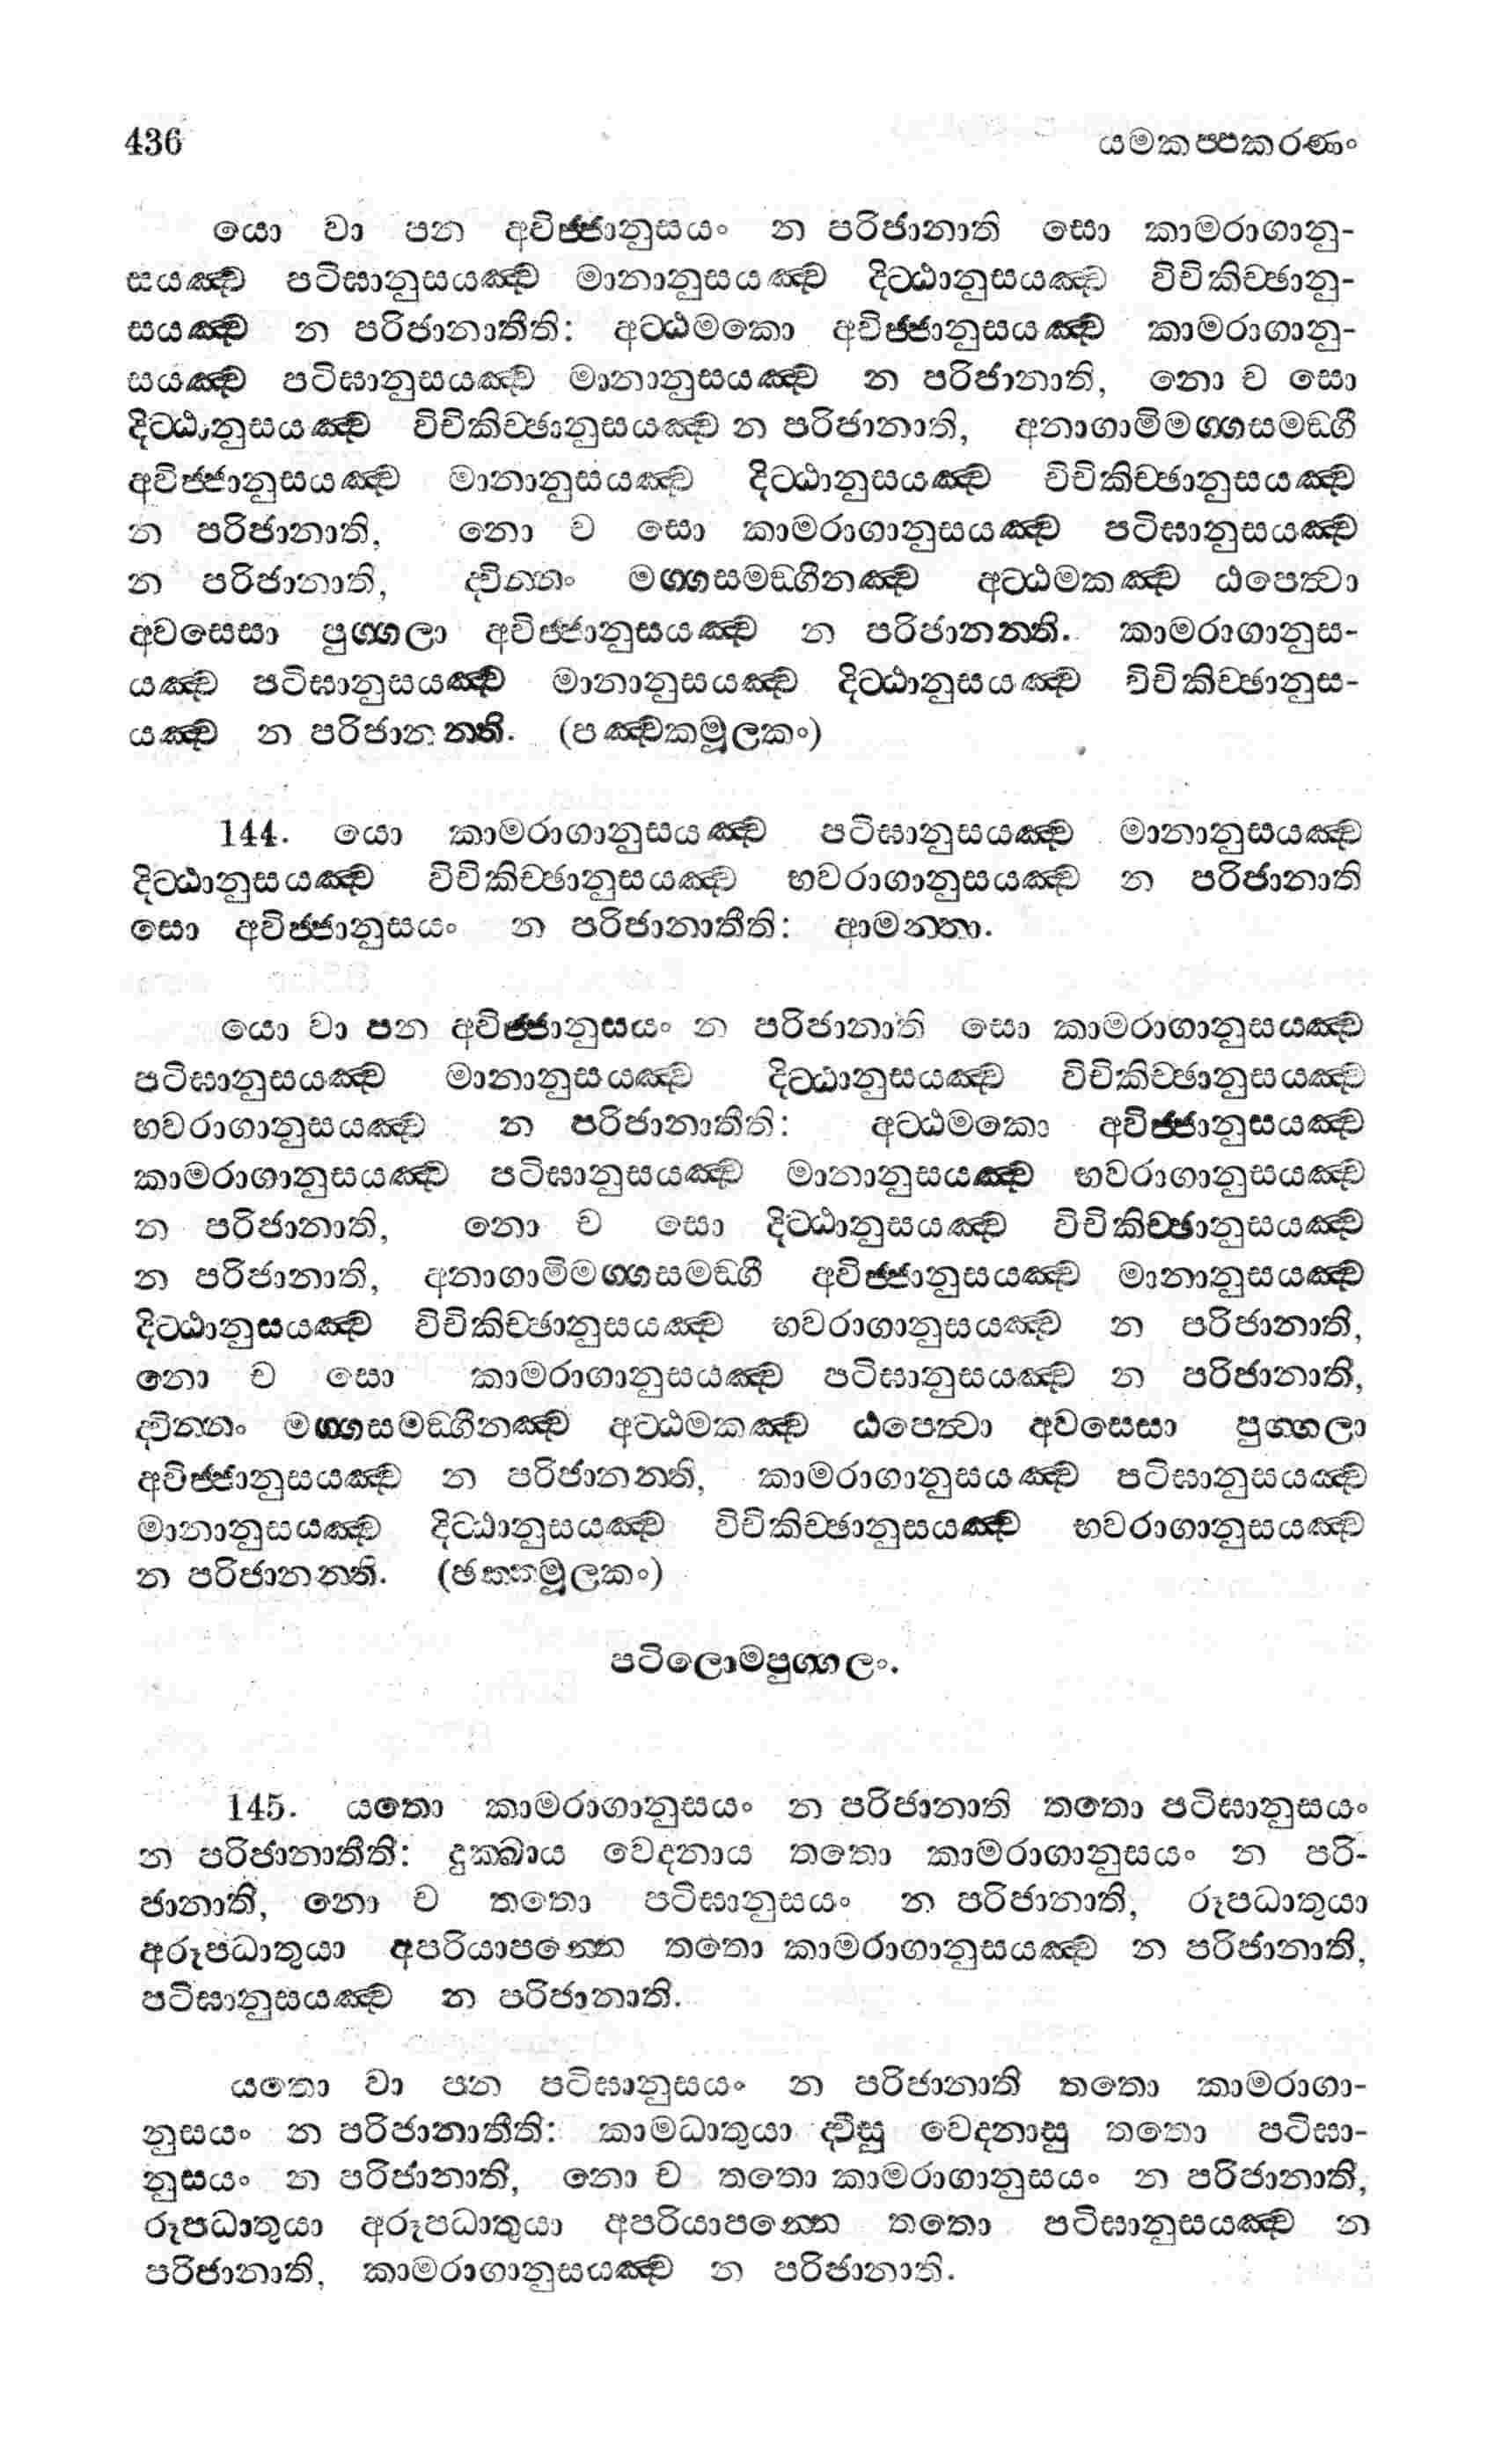 436 යමකප්පකරණං
යො වා පන අවිජ්ජානුසයං න පරිජානාති සො කාමරාගානු-
සයඤ්ච පටිඝානුසයඤ්ච මානානුසයඤ්ච දිට්ඨානුසයඤ්ච විචිකිච්ඡානු-
සයඤ්ච න පරිජානාතීති: අට්ඨමකො අවිජ්ජානුසයඤ්ච කාමරාගානු-
සයඤ්ච පටිඝානුසයඤ්ච මානානුසයඤ්ච න පරිජානාති, නො ච සො
දිට්ඨානුසයඤ්ච විචිකිච්ඡානුසයඤ්ච න පරිජානාති, අනාගාමිමග්ගසමඞ්ගී
අවිජ්ජානුසයඤ්ච මානානුසයඤ්ච දිට්ඨානුසයඤ්ච විචිකිච්ඡානුසයඤ්ච
න පරිජානාති, නො ච සො කාමරාගානුසයඤ්ච පටිඝානුසයඤ්ච
න පරිජානාති, ද්වින්නං මග්ගසමඞ්ගීනඤ්ච අට්ඨමකඤ්ච ඨපෙත්වා
අවසෙසා පුග්ගලා අවිජ්ජානුසයඤ්ච න පරිජානන්ති. කාමරාගානුස-
යඤ්ච පටිඝානුසයඤ්ච මානානුසයඤ්ච දිට්ඨානුසයඤ්ච විචිකිච්ඡානුස-
යඤ්ච න පරිජානන්ති. (පඤ්චකමූලකං)
144. යො කාමරාගානුසයඤ්ච පටිඝානුසයඤ්ච මානානුසයඤ්ච
දිට්ඨානුසයඤ්ච විචිකිච්ඡානුසයඤ්ච භවරාගානුසයඤ්ච න පරිජානාති
සො අවිජ්ජානුසයං න පරිජානාතීති: ආමන්තා.
යො වා පන අවිජ්ජානුසයං න පරිජානාති සො කාමරාගානුසයඤ්ච
පටිඝානුසයඤ්ච මානානුසයඤ්ච දිට්ඨානුසයඤ්ච විචිකිච්ඡානුසයඤ්ච
භවරාගානුසයඤ්ච න පරිජානාතීති: අට්ඨමකො අවිජ්ජානුසයඤ්ච
කාමරාගානුසයඤ්ච පටිඝානුසයඤ්ච මානානුසයඤ්ච භවරාගානුසයඤ්ච
න පරිජානාති, නො ච සො දිට්ඨානුසයඤ්ච විචිකිච්ඡානුසයඤ්ච
න පරිජානාති, අනාගාමිමග්ගසමඞ්ගී අවිජ්ජානුසයඤ්ච මානානුසයඤ්ච
දිට්ඨානුසයඤ්ච විචිකිච්ඡානුසයඤ්ච භවරාගානුසයඤ්ච න පරිජානාති,
නො ච සො කාමරාගානුසයඤ්ච පටිඝානුසයඤ්ච න පරිජානාති,
ද්වින්නං මග්ගසමඞ්ගීනඤ්ච අට්ඨමකඤ්ච ඨපෙත්වා අවසෙසා පුග්ගලා
අවිජ්ජානුසයඤ්ච න පරිජානන්ති, කාමරාගානුසයඤ්ච පටිඝානුසයඤ්ච
මානානුසයඤ්ච දිට්ඨානුසයඤ්ච විචිකිච්ඡානුසයඤ්ච භවරාගානුසයඤ්ච
න පරිජානන්ති. (ඡක්කමූලකං)
පටිලොමපුග්ගලං.
145. යතො කාමරාගානුසයං න පරිජානාති තතො පටිඝානුසයං
න පරිජානාතීති: දුක්ඛාය වෙදනාය තතො කාමරාගානුසයං න පරි-
ජානාති, නො ච තතො පටිඝානුසයං න පරිජානාති, රූපධාතුයා
අරූපධාතුයා අපරියාපන්නෙ තතො කාමරාගානුසයඤ්ච න පරිජානාති,
පටිඝානුසයඤ්ච න පරිජානාති.
යතො වා පන පටිඝානුසයං න පරිජානාති තතො කාමරාගා-
නුසයං න පරිජානාතීති: කාමධාතුයා ද්වීසු වෙදනාසු තතො පටිඝා-
නුසයං න පරිජානාති, නො ච තතො කාමරාගානුසයං න පරිජානාති,
රූපධාතුයා අරූපධාතුයා අපරියාපන්නෙ තතො පටිඝානුසයඤ්ච න
පරිජානාති, කාමරාගානුසයඤ්ච න පරිජානාති.